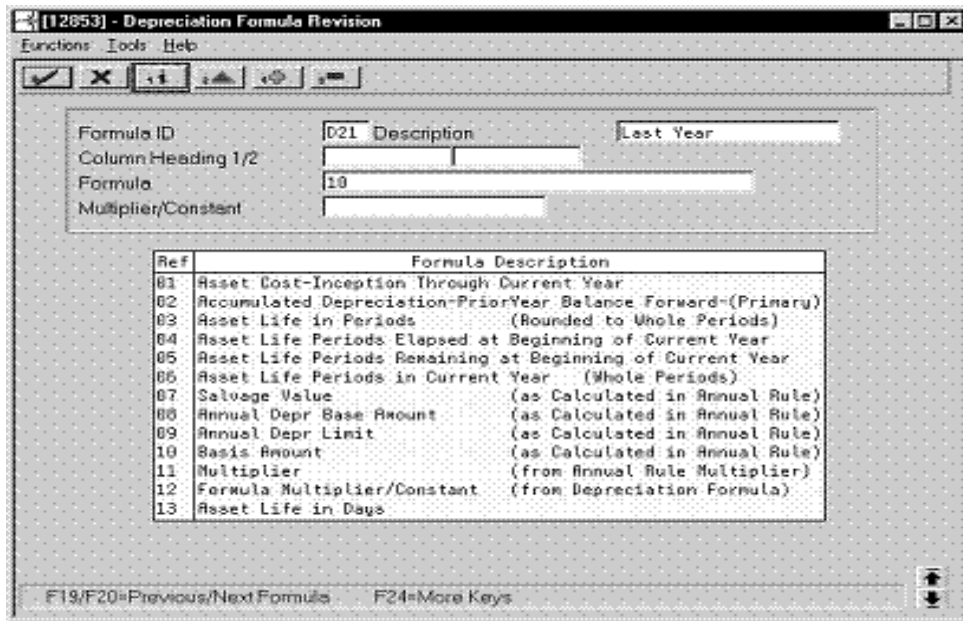 [12853] - Depreciation Formula Revision
Functions Tools Help
Formula ID D21 Description Last Year
Column Heading 1/2
Formula 10
Multiplier/Constant
Ref Formula Description
01 Asset Cost-Inception Through Current Year
02 Accumulated Depreciation-PriorYear Balance Forward-(Primary)
03 Asset Life in Periods (Rounded to Whole Periods)
04 Asset Life Periods Elapsed at Beginning of Current Year
05 Asset Life Periods Remaining at Beginning of Current Year
06 Asset Life Periods in Current Year (Whole Periods)
07 Salvage Value (as Calculated in Annual Rule)
08 Annual Depr Base Amount (as Calculated in Annual Rule)
09 Annual Depr Limit (as Calculated in Annual Rule)
10 Basis Amount (as Calculated in Annual Rule)
11 Multiplier (from Annual Rule Multiplier)
12 Formula Multiplier/Constant (from Depreciation Formula)
13 Asset Life in Days
F19/F20=Previous/Next Formula F24=More Keys